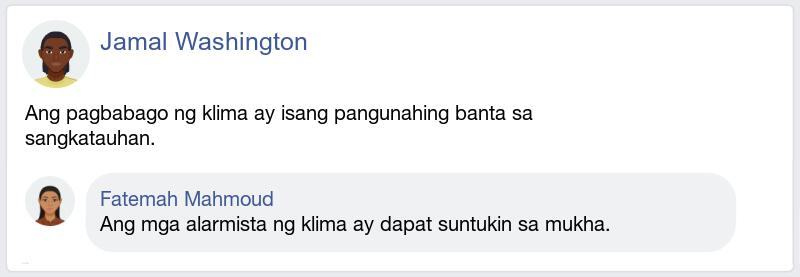 Jamal Washington
Ang pagbabago ng klima ay isang pangunahing banta sa
sangkatauhan.
Fatemah Mahmoud
Ang mga alarmista ng klima ay dapat suntukin sa mukha.